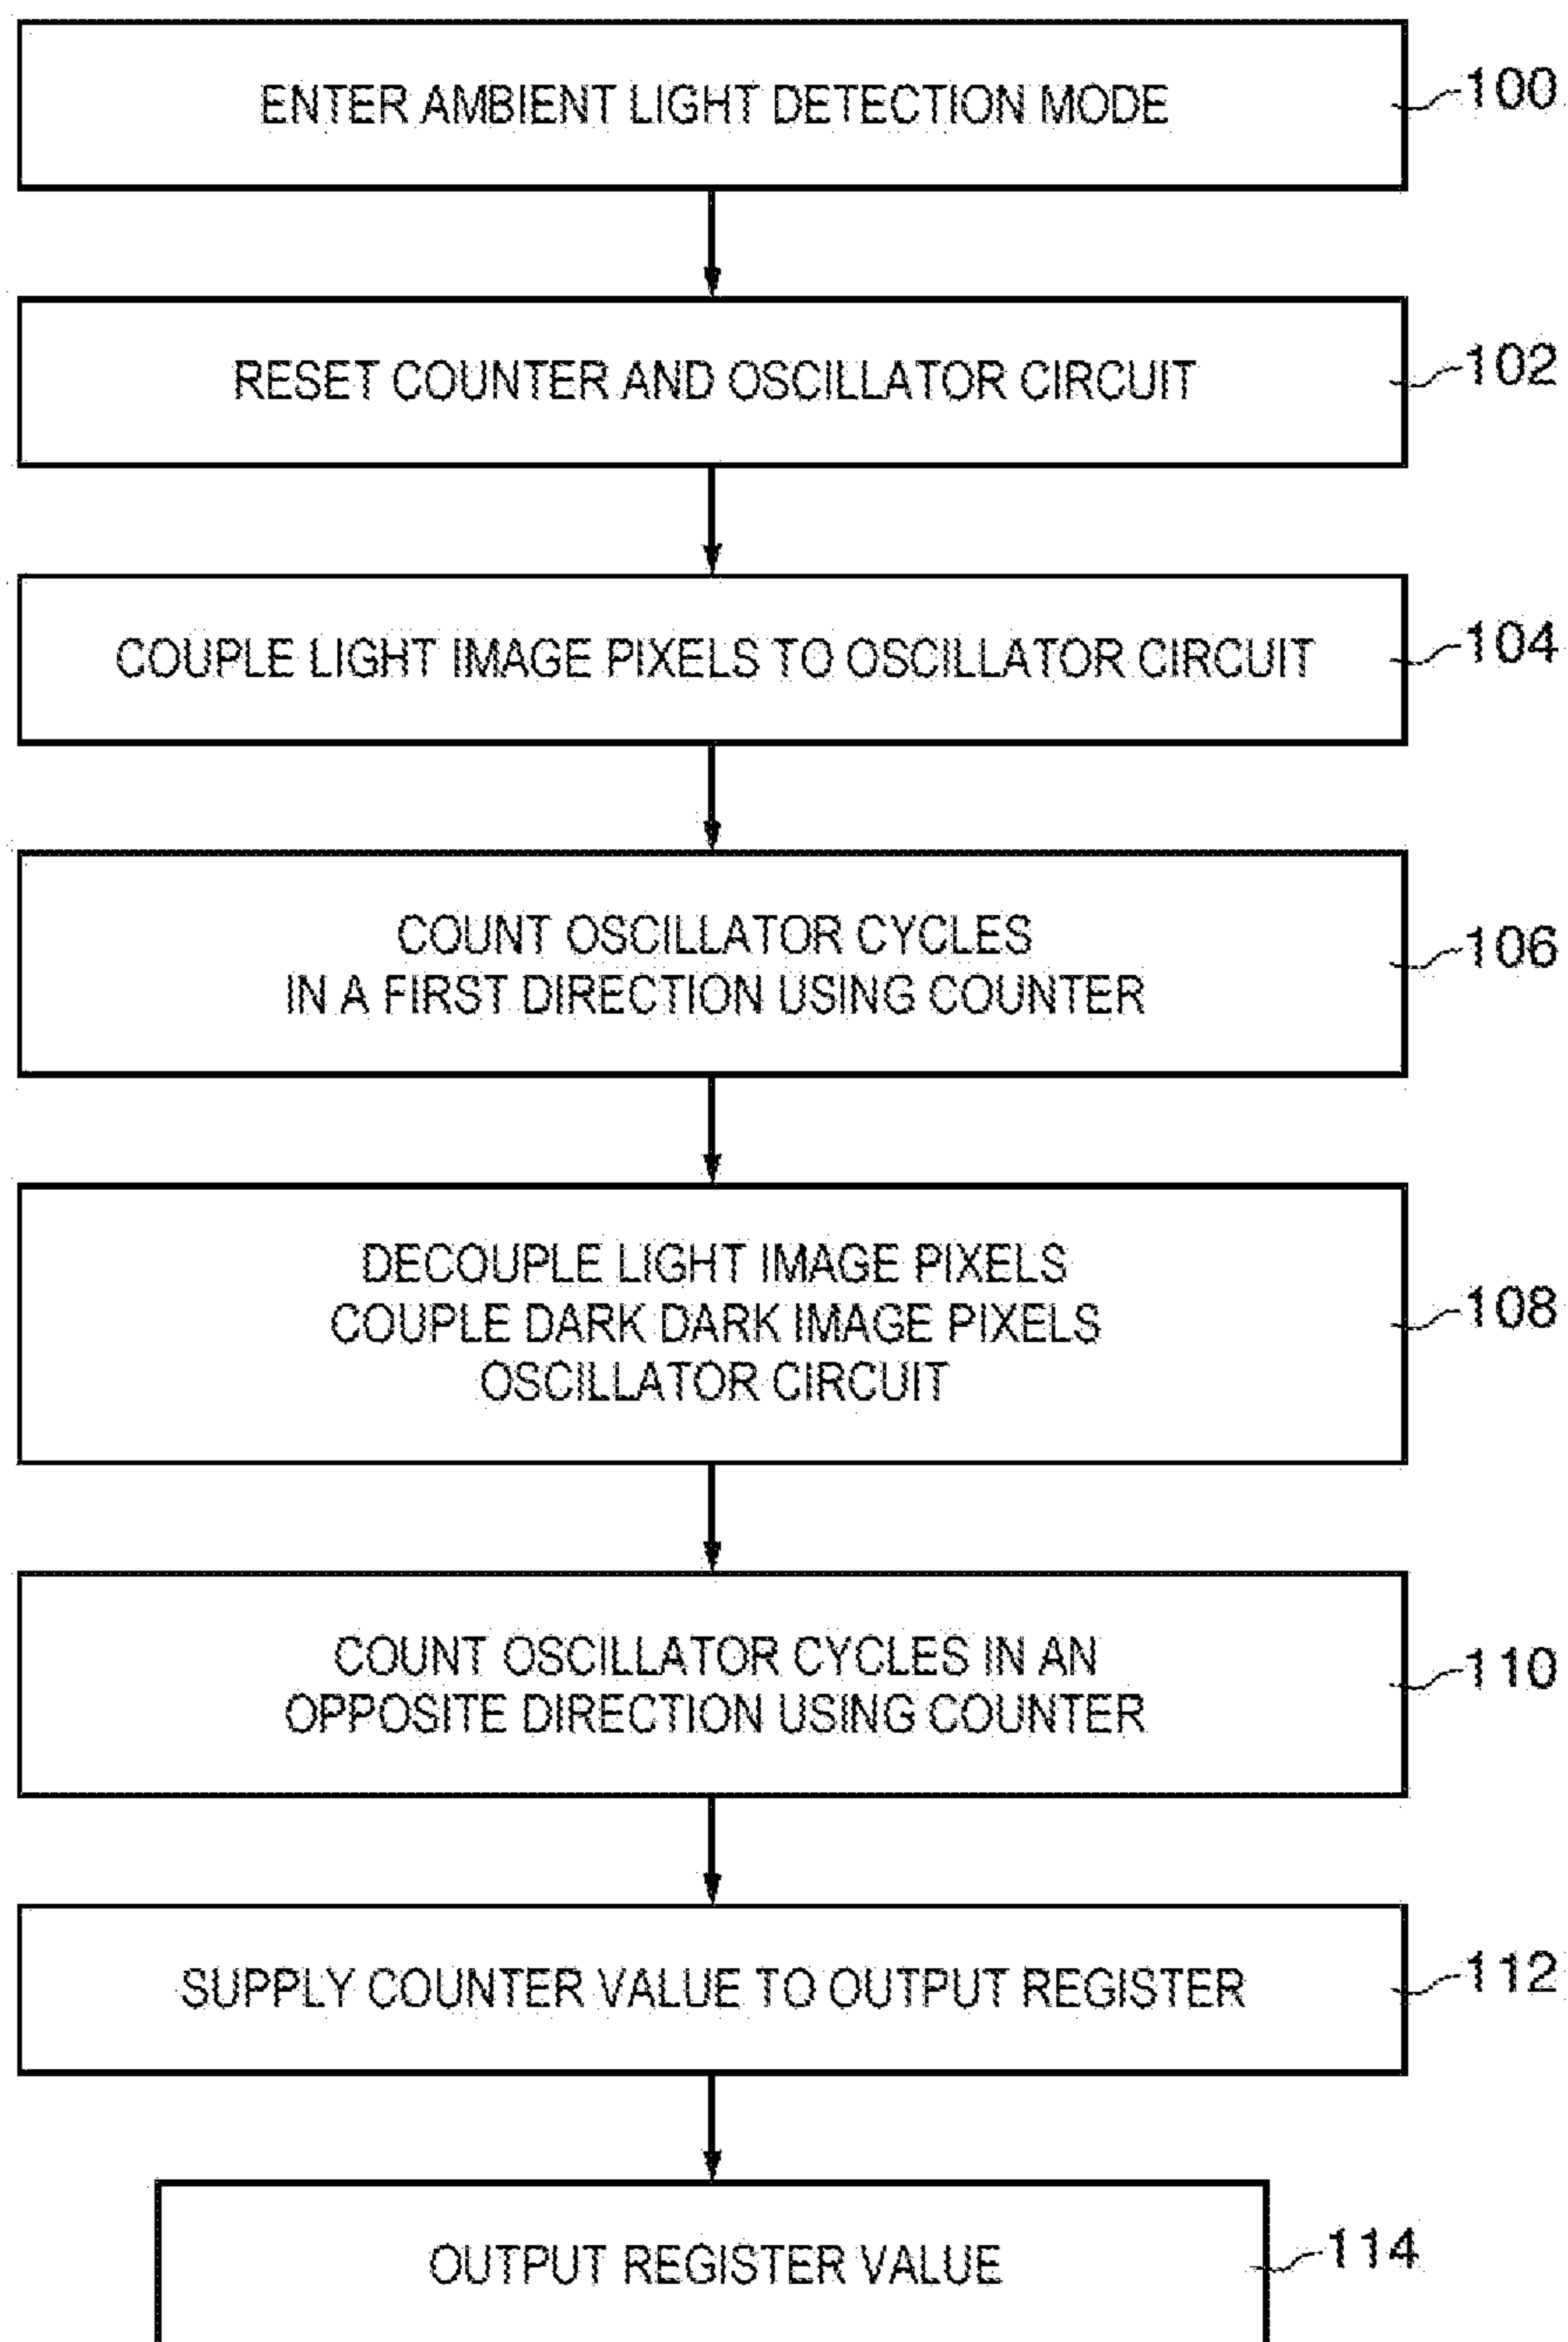 ENTER AMBIENT LIGHT DETECTION MODE
100
RESET COUNTER AND OSCILLATOR CIRCUIT
102
COUPLE LIGHT IMAGE PIXELS TO OSCILLATOR CIRCUIT
104
COUNT OSCILLATOR CYCLES
IN A FIRST DIRECTION USING COUNTER
106
DECOUPLE LIGHT IMAGE PIXELS
COUPLE DARK DARK IMAGE PIXELS
OSCILLATOR CIRCUIT
108
COUNT OSCILLATOR CYCLES IN AN
OPPOSITE DIRECTION USING COUNTER
110
SUPPLY COUNTER VALUE TO OUTPUT REGISTER
112
OUTPUT REGISTER VALUE
114